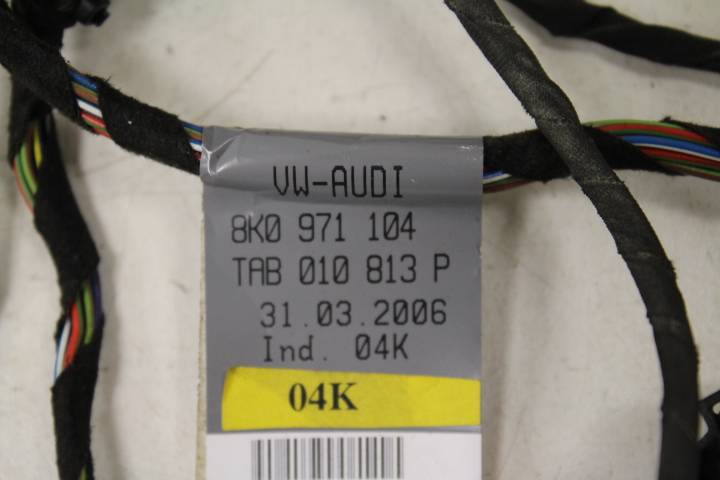 VW-AUDI
8K0 971 104
TAB 010 813 P
31.03.2006
Ind. 04K
04K